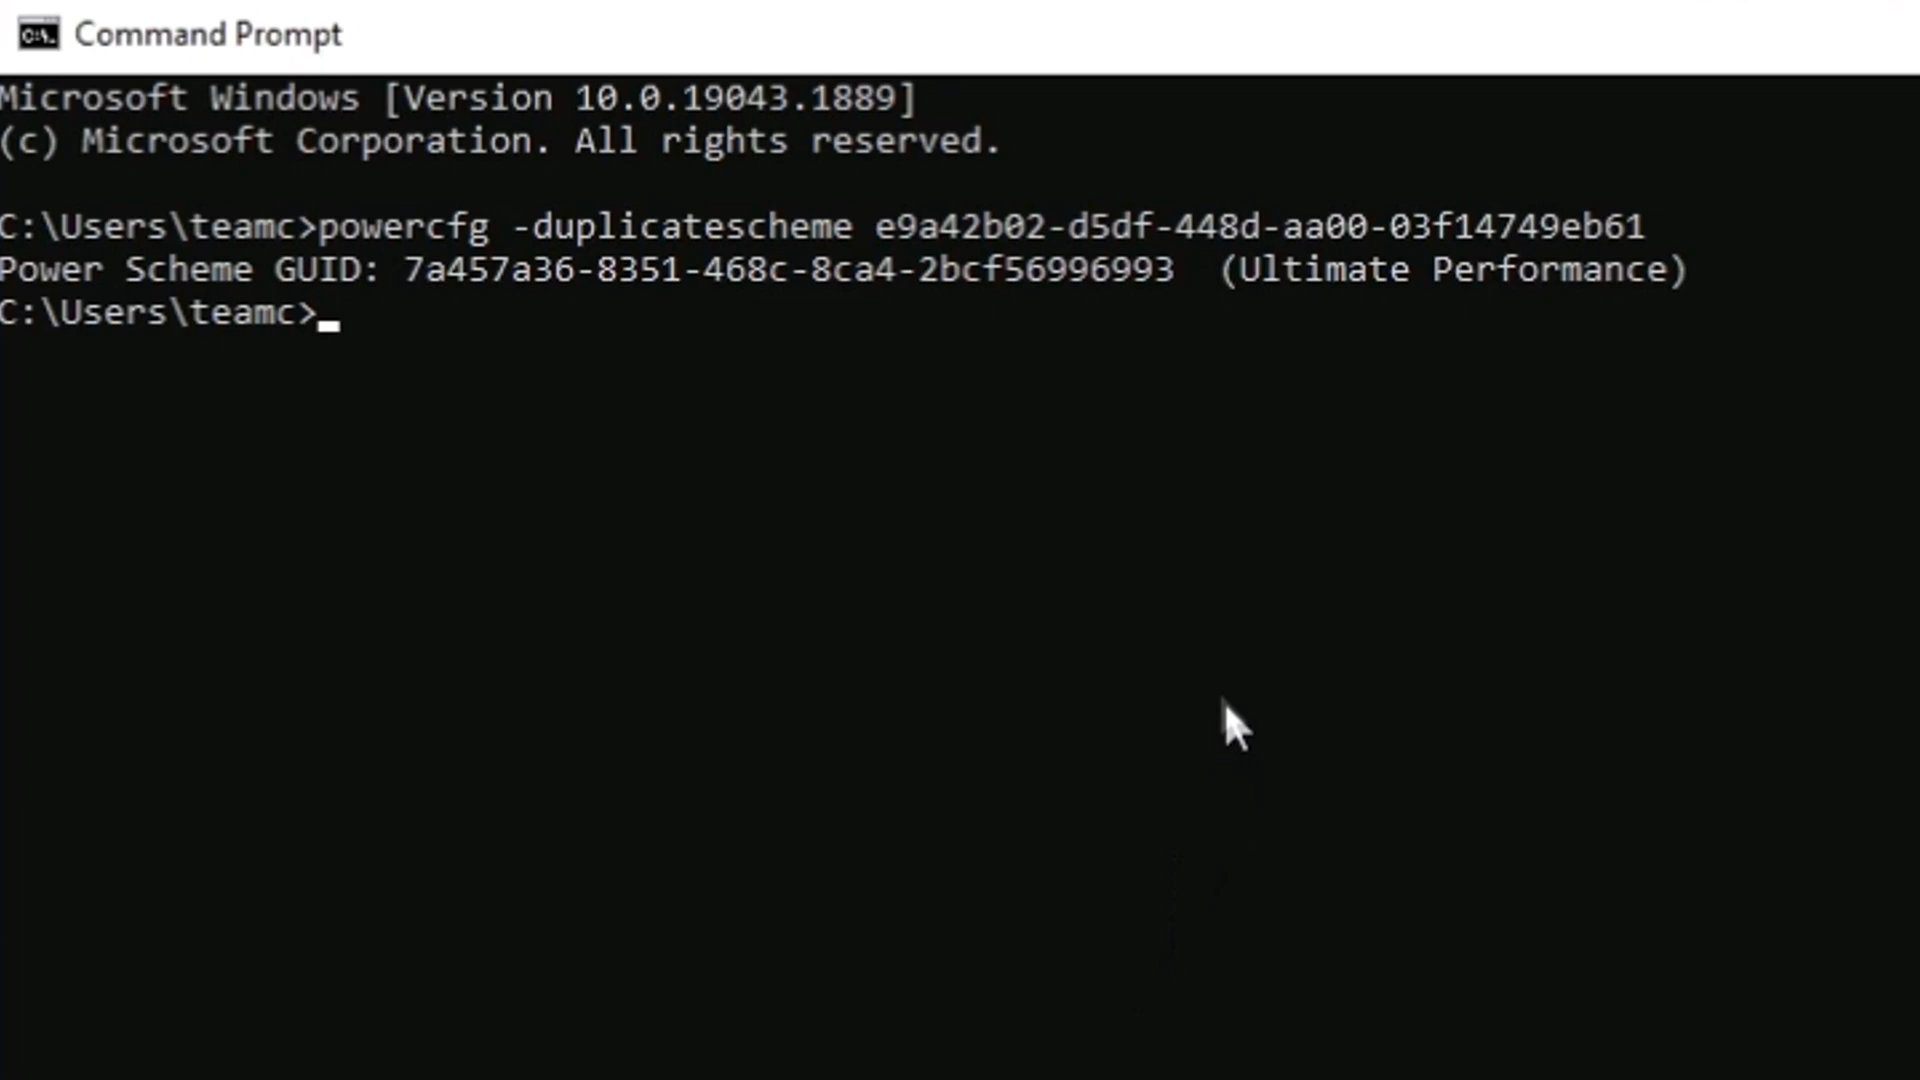 Command Prompt
Microsoft Windows [Version 10.0.19043.1889]
(c) Microsoft Corporation. All rights reserved.
C:\Users\teamc>powercfg -duplicatescheme e9a42b02-d5df-448d-aa00-03f14749eb61
Power Scheme GUID: 7a457a36-8351-468c-8ca4-2bcf56996993  (Ultimate Performance)
C:\Users\teamc>